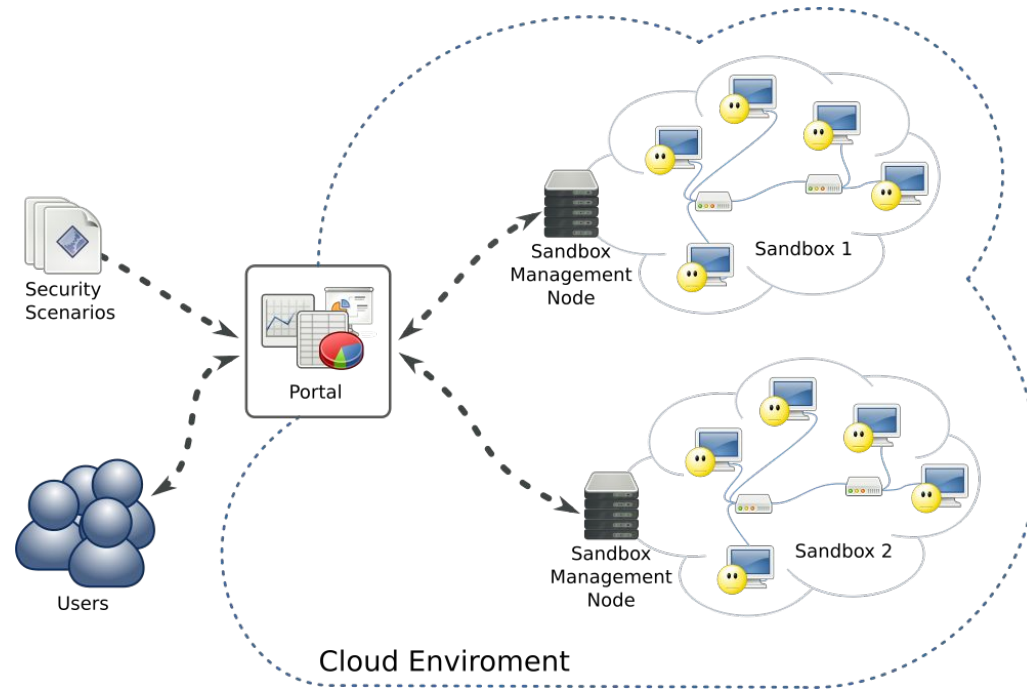 Security
Scenarios
Users
Portal
Sandbox
Management
Node
Sandbox 1
Sandbox
Management
Node
Sandbox 2
Cloud Enviroment